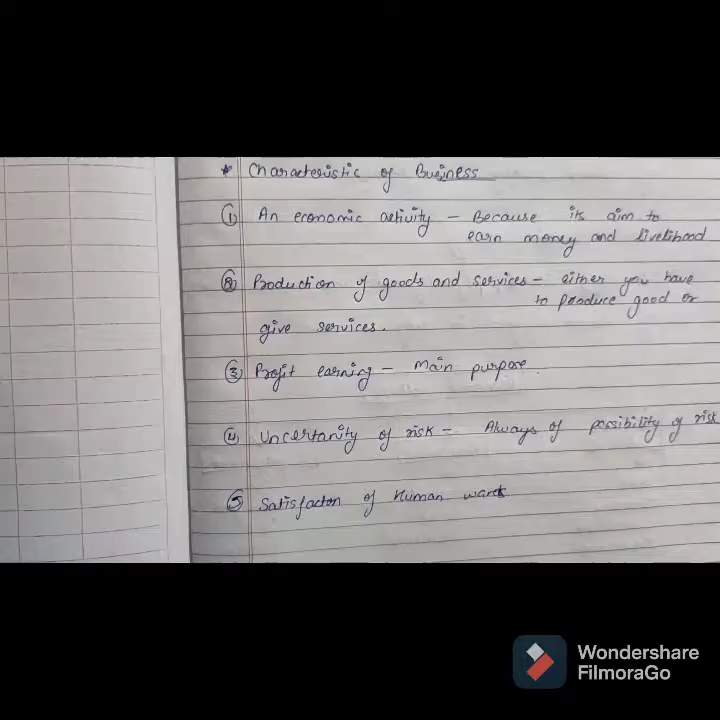 * Characteristic of Business
① An economic activity - Because its aim to
earn money and livelihood
② Production of goods and services - either you have
to produce good or
give services.
③ Profit earning - main purpose.
④ Uncertanity of risk - Always of possibility of risk
⑤ Satisfacton of Human wants
Wondershare
FilmoraGo